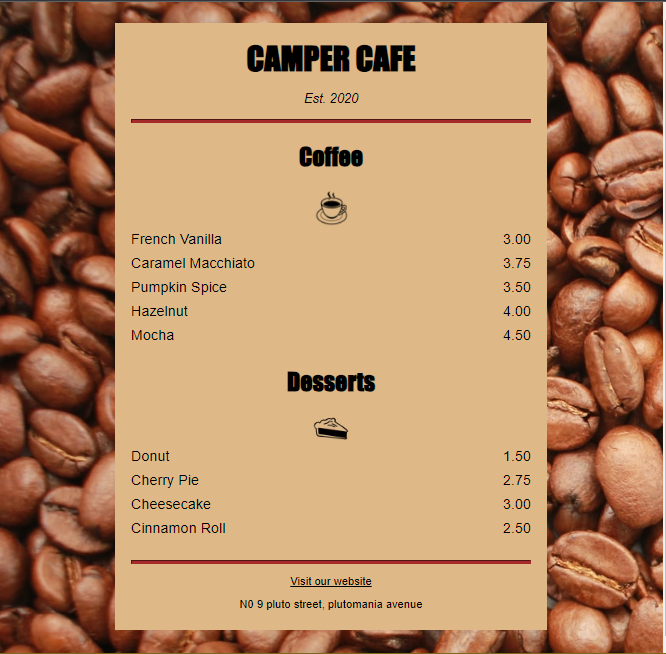 CAMPER CAFE
Est. 2020
Coffee
French Vanilla 3.00
Caramel Macchiato 3.75
Pumpkin Spice 3.50
Hazelnut 4.00
Mocha 4.50
Desserts
Donut 1.50
Cherry Pie 2.75
Cheesecake 3.00
Cinnamon Roll 2.50
Visit our website
N0 9 pluto street, plutomania avenue